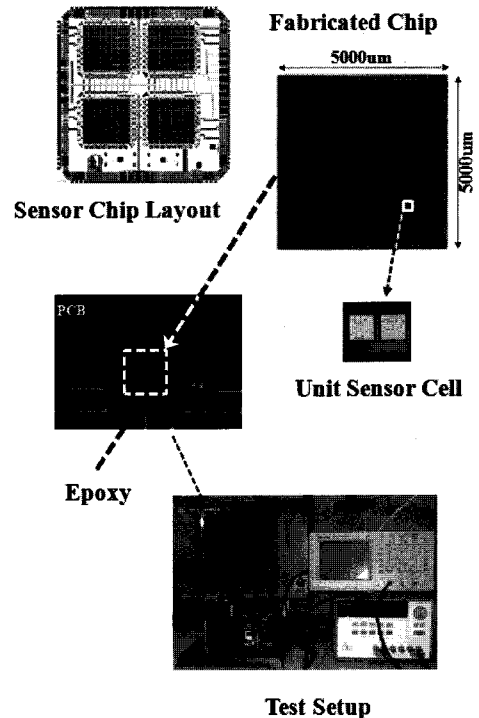 Fabricated Chip
5000um
5000um
Sensor Chip Layout
PCB
Unit Sensor Cell
Epoxy
Test Setup